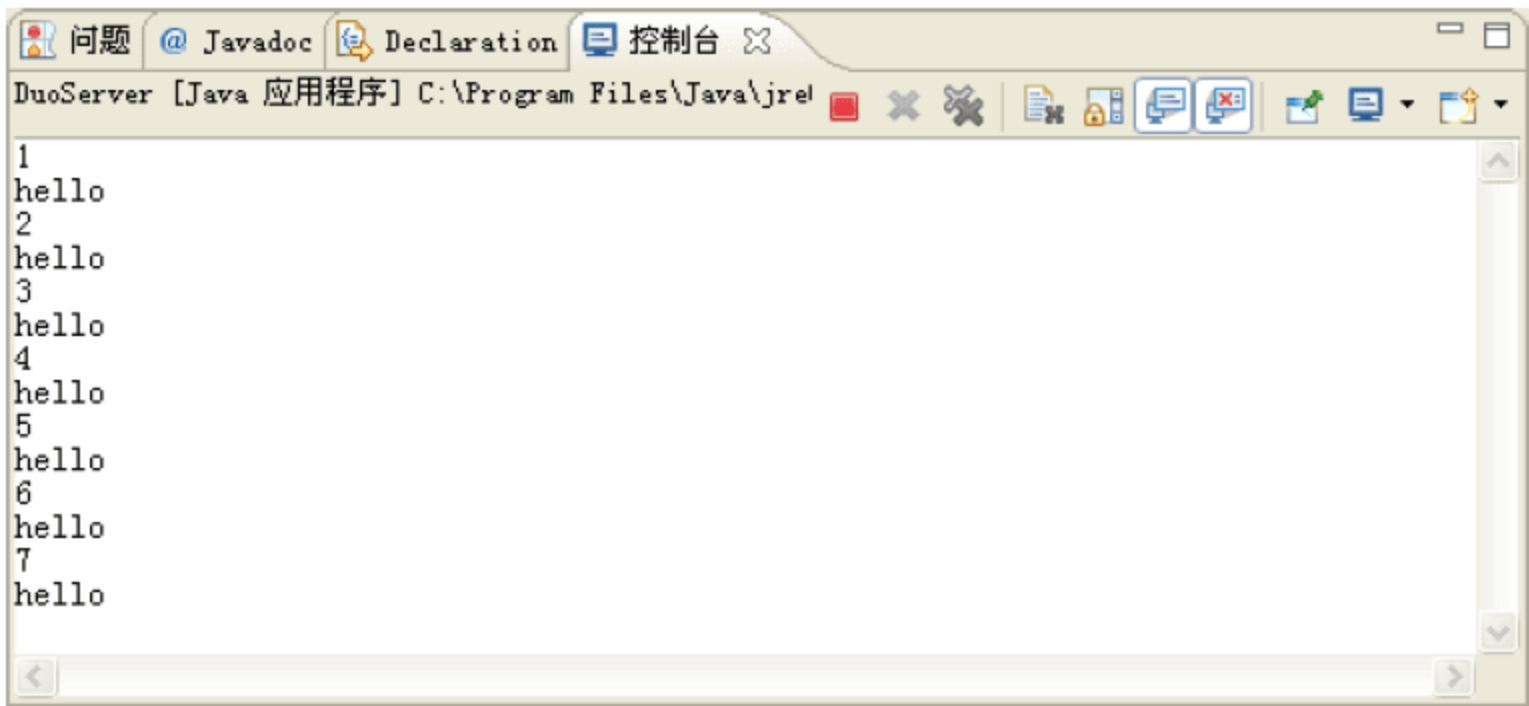 问题 @ Javadoc Declaration 控制台
DuoServer [Java 应用程序] C:\Program Files\Java\jre
1
hello
2
hello
3
hello
4
hello
5
hello
6
hello
7
hello